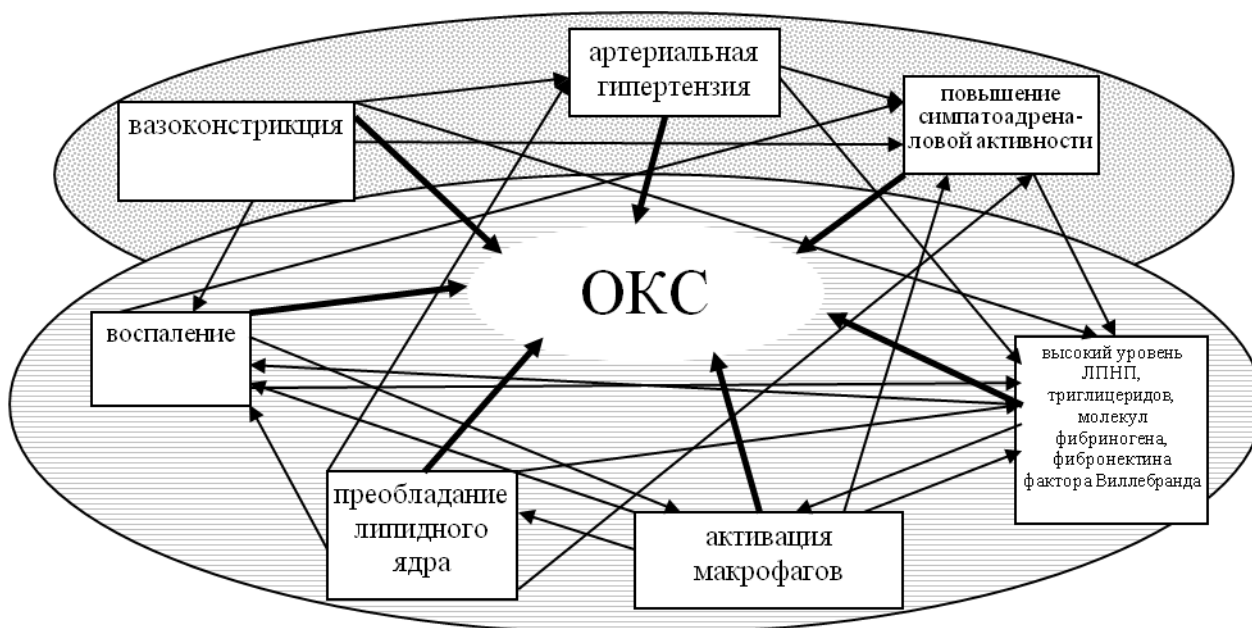 артериальная
гипертензия
повышение
симпатоадрена-
ловой активности
вазоконстрикция
ОКС
воспаление
высокий уровень
ЛПНП,
триглицеридов,
молекул
фибриногена,
фибронектина
фактора Виллебранда
преобладание
липидного
ядра
активация
макрофагов